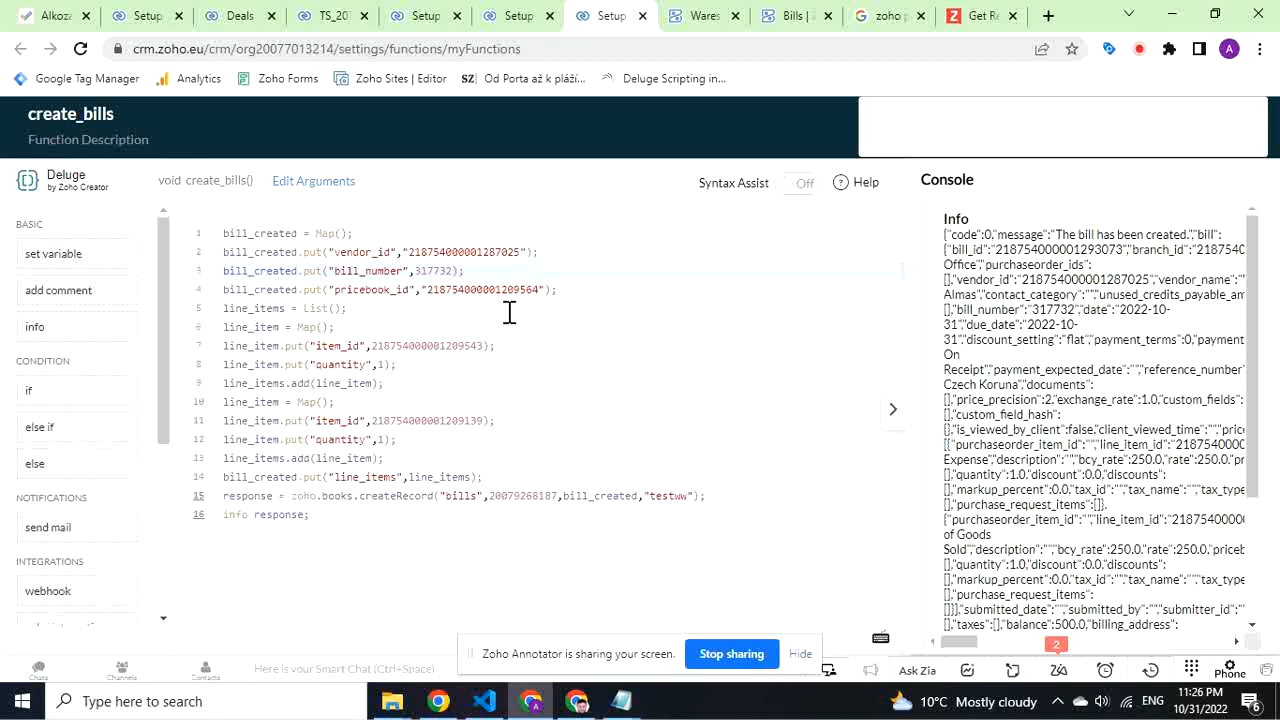 Alkoza
Setup
Deals
TS_20
Setup
Setup
Setup
Wares
Bills |
zoho p
Get Re
crm.zoho.eu/crm/org20077013214/settings/functions/myFunctions
A
Google Tag Manager
Analytics
Zoho Forms
Zoho Sites | Editor
SZ Od Porta až k pláži...
Deluge Scripting in...
create_bills
Function Description
Deluge
by Zoho Creator
void create_bills()
Edit Arguments
Syntax Assist
Off
Help
Console
BASIC
set variable
add comment
info
CONDITION
if
else if
else
NOTIFICATIONS
send mail
INTEGRATIONS
webhook
1 bill_created = Map();
2 bill_created.put("vendor_id","218754000001287025");
3 bill_created.put("bill_number",317732);
4 bill_created.put("pricebook_id","218754000001209564");
5 line_items = List();
6 line_item = Map();
7 line_item.put("item_id",218754000001209543);
8 line_item.put("quantity",1);
9 line_items.add(line_item);
10 line_item = Map();
11 line_item.put("item_id",218754000001209139);
12 line_item.put("quantity",1);
13 line_items.add(line_item);
14 bill_created.put("line_items",line_items);
15 response = zoho.books.createRecord("bills",20079268187,bill_created,"testww");
16 info response;
Info
{"code":0,"message":"The bill has been created.","bill":
{"bill_id":"218754000001293073","branch_id":"2187540
Office","purchaseorder_ids":
[],"vendor_id":"218754000001287025","vendor_name":"
Almas","contact_category":"","unused_credits_payable_am
[],"bill_number":"317732","date":"2022-10-
31","due_date":"2022-10-
31","discount_setting":"flat","payment_terms":0,"payment
On
Receipt","payment_expected_date":"","reference_number"
Czech Koruna","documents":
[],"price_precision":2,"exchange_rate":1.0,"custom_fields":
[],"custom_field_hash":
{},"is_viewed_by_client":false,"client_viewed_time":"","price
[{"purchaseorder_item_id":"","line_item_id":"2187540000
Expense","description":"","bcy_rate":250.0,"rate":250.0,"pr
[],"quantity":1.0,"discount":0.0,"discounts":
[],"markup_percent":0.0,"tax_id":"","tax_name":"","tax_type
[],"purchase_request_items":[]},
{"purchaseorder_item_id":"","line_item_id":"21875400000
of Goods
Sold","description":"","bcy_rate":250.0,"rate":250.0,"priceb
[],"quantity":1.0,"discount":0.0,"discounts":
[],"markup_percent":0.0,"tax_id":"","tax_name":"","tax_type
[],"purchase_request_items":
[]}],"submitted_date":"","submitted_by":"","submitter_id":"
[],"taxes":[],"balance":500.0,"billing_address":
Zoho Annotator is sharing your screen.
Stop sharing
Hide
2
Chats
Channels
Contacts
Here is your Smart Chat (Ctrl+Space)
Ask Zia
Phone
Type here to search
10°C Mostly cloudy
ENG
11:26 PM
10/31/2022
6